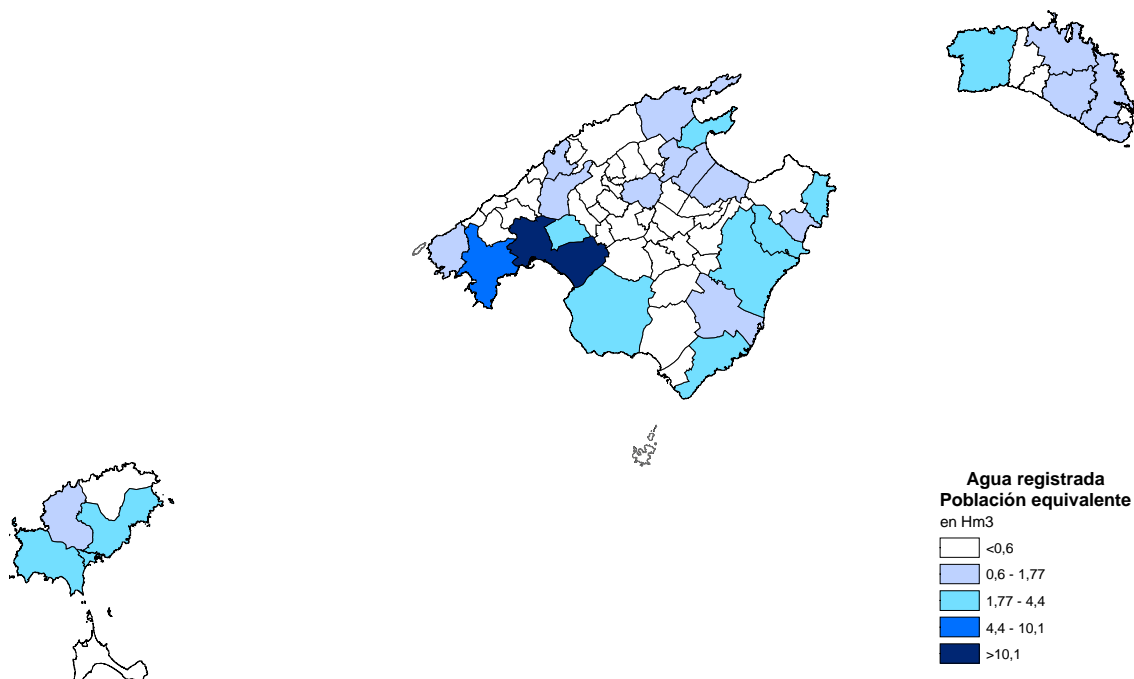 Agua registrada
Población equivalente
en Hm3
<0,6
0,6 - 1,77
1,77 - 4,4
4,4 - 10,1
>10,1